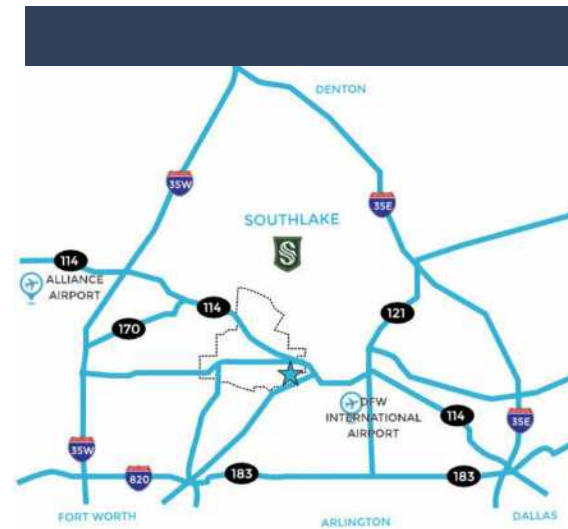 DENTON
35W
35E
SOUTHLAKE
S
114
ALLIANCE
AIRPORT
114
170
121
DFW
INTERNATIONAL
AIRPORT
114
35E
35W
820
183
183
FORT WORTH
ARLINGTON
DALLAS